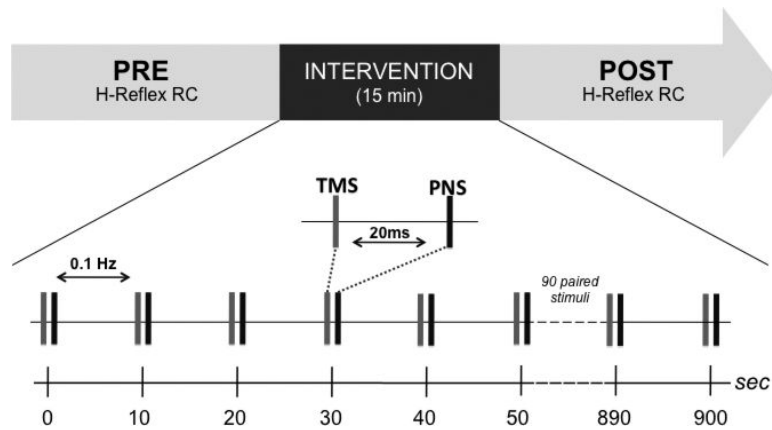 PRE
H-Reflex RC
INTERVENTION
(15 min)
POST
H-Reflex RC
TMS
PNS
20ms
0.1 Hz
90 paired
stimuli
sec
0 10 20 30 40 50 890 900